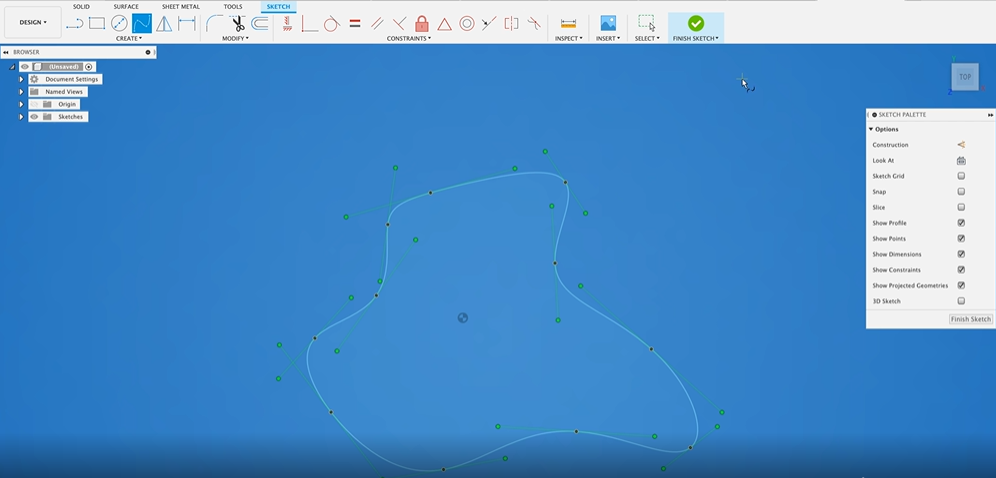 SOLID SURFACE SHEET METAL TOOLS SKETCH
DESIGN
CREATE MODIFY CONSTRAINTS INSPECT INSERT SELECT FINISH SKETCH
BROWSER
(Unsaved)
Document Settings
Named Views
Origin
Sketches
TOP
Z
SKETCH PALETTE
Options
Construction
Look At
Sketch Grid
Snap
Slice
Show Profile
Show Points
Show Dimensions
Show Constraints
Show Projected Geometries
3D Sketch
Finish Sketch